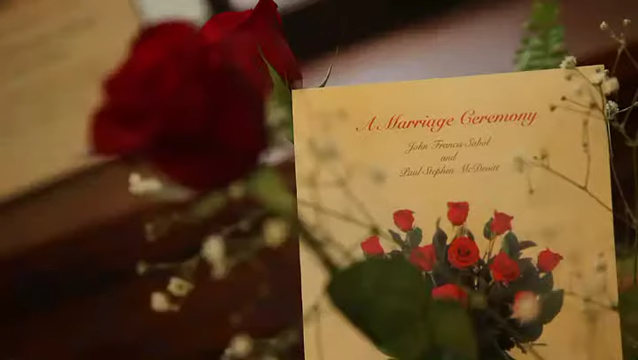 A Marriage Ceremony
John Francis Sabol
and
Paul Stephen McDevitt